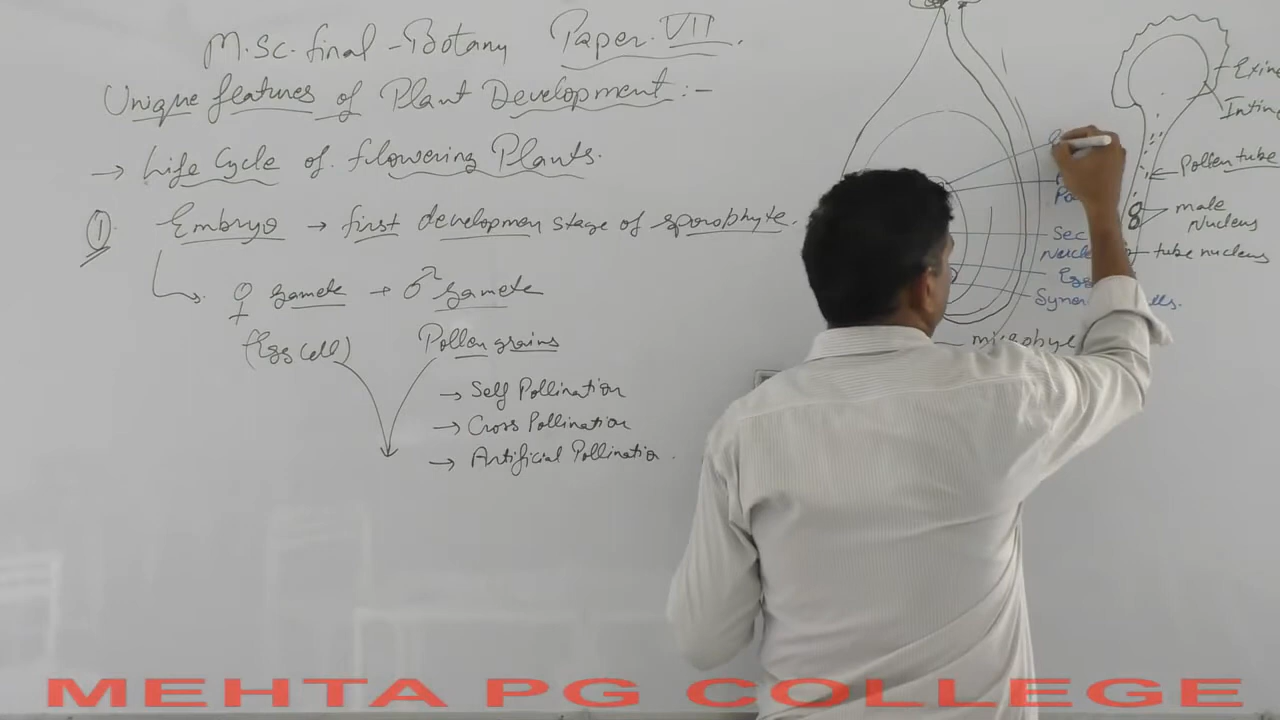 M.Sc. final - Botany Paper. VII.
Unique features of Plant Development :-
→ Life Cycle of flowering Plants.
① Embryo → first developmen stage of sporophyte.
♀ gamete + ♂ gamete
(Egg cell) Pollen grains
→ Self Pollination
→ Cross Pollination
→ Artificial Pollination.
Exine
Intine
Pollen tube
male
Nucleus
tube nucleus
Sec
microphyle
MEHTA PG COLLEGE